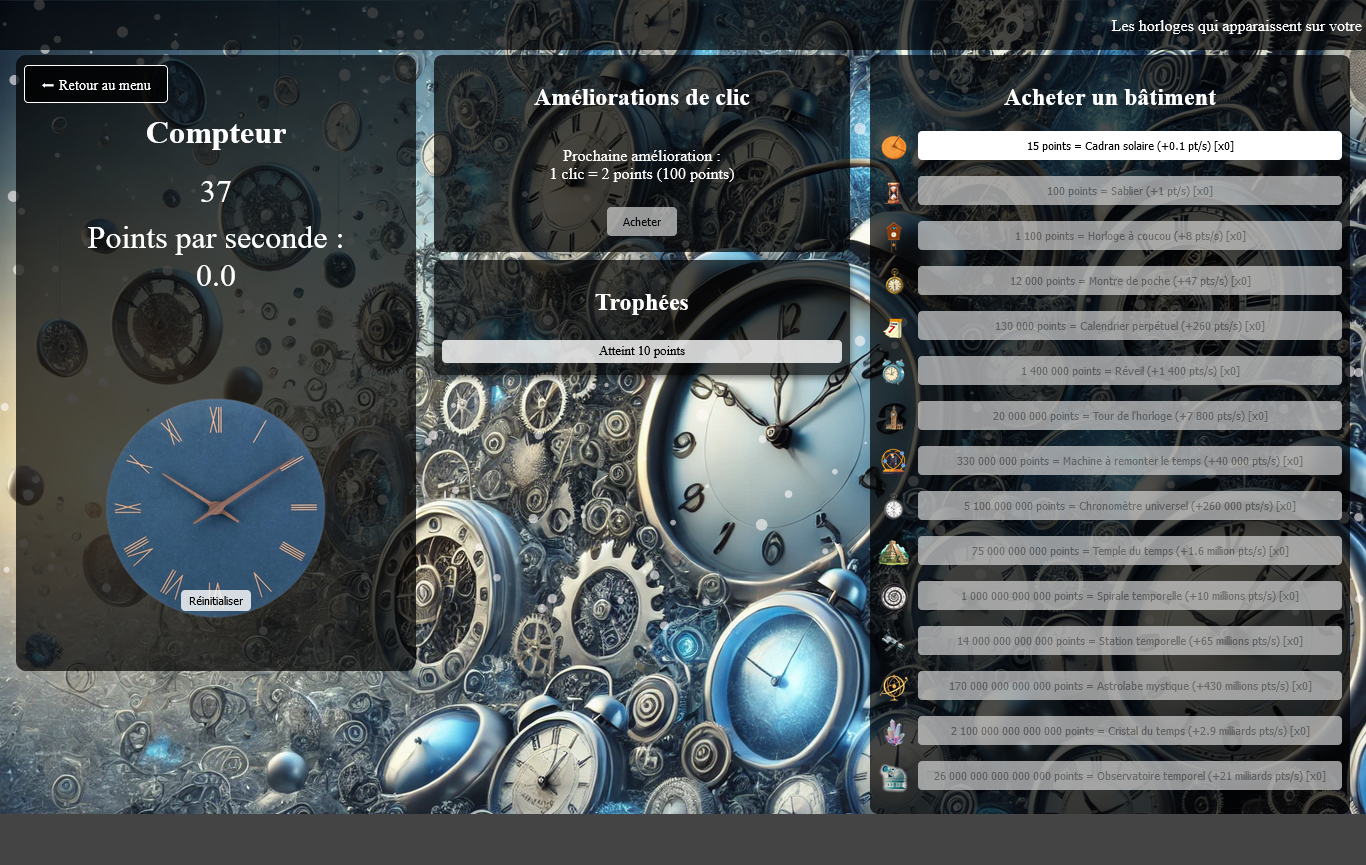 Les horloges qui apparaissent sur votre
← Retour au menu
Compteur
37
Points par seconde :
0.0
Réinitialiser
Améliorations de clic
Prochaine amélioration :
1 clic = 2 points (100 points)
Acheter
Trophées
Atteint 10 points
Acheter un bâtiment
15 points = Cadran solaire (+0.1 pt/s) [x0]
100 points = Sablier (+1 pt/s) [x0]
1 100 points = Horloge à coucou (+8 pts/s) [x0]
12 000 points = Montre de poche (+47 pts/s) [x0]
130 000 points = Calendrier perpétuel (+260 pts/s) [x0]
1 400 000 points = Réveil (+1 400 pts/s) [x0]
20 000 000 points = Tour de l'horloge (+7 800 pts/s) [x0]
330 000 000 points = Machine à remonter le temps (+40 000 pts/s) [x0]
5 100 000 000 points = Chronomètre universel (+260 000 pts/s) [x0]
75 000 000 000 points = Temple du temps (+1.6 million pts/s) [x0]
1 000 000 000 000 points = Spirale temporelle (+10 millions pts/s) [x0]
14 000 000 000 000 points = Station temporelle (+65 millions pts/s) [x0]
170 000 000 000 000 points = Astrolabe mystique (+430 millions pts/s) [x0]
2 100 000 000 000 000 points = Cristal du temps (+2.9 milliards pts/s) [x0]
26 000 000 000 000 000 points = Observatoire temporel (+21 milliards pts/s) [x0]